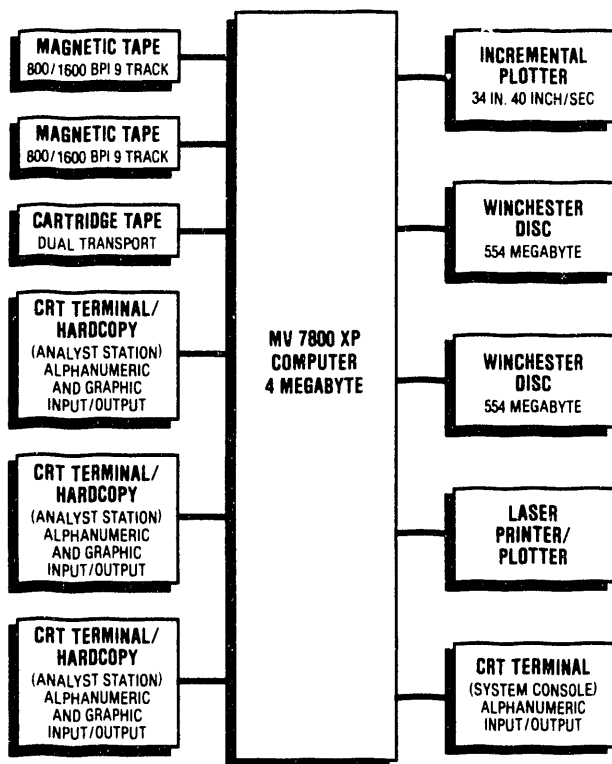 MAGNETIC TAPE
800/1600 BPI 9 TRACK
MAGNETIC TAPE
800/1600 BPI 9 TRACK
CARTRIDGE TAPE
DUAL TRANSPORT
CRT TERMINAL/
HARDCOPY
(ANALYST STATION)
ALPHANUMERIC
AND GRAPHIC
INPUT/OUTPUT
CRT TERMINAL/
HARDCOPY
(ANALYST STATION)
ALPHANUMERIC
AND GRAPHIC
INPUT/OUTPUT
CRT TERMINAL/
HARDCOPY
(ANALYST STATION)
ALPHANUMERIC
AND GRAPHIC
INPUT/OUTPUT
MV 7800 XP
COMPUTER
4 MEGABYTE
INCREMENTAL
PLOTTER
34 IN. 40 INCH/SEC
WINCHESTER
DISC
554 MEGABYTE
WINCHESTER
DISC
554 MEGABYTE
LASER
PRINTER/
PLOTTER
CRT TERMINAL
(SYSTEM CONSOLE)
ALPHANUMERIC
INPUT/OUTPUT